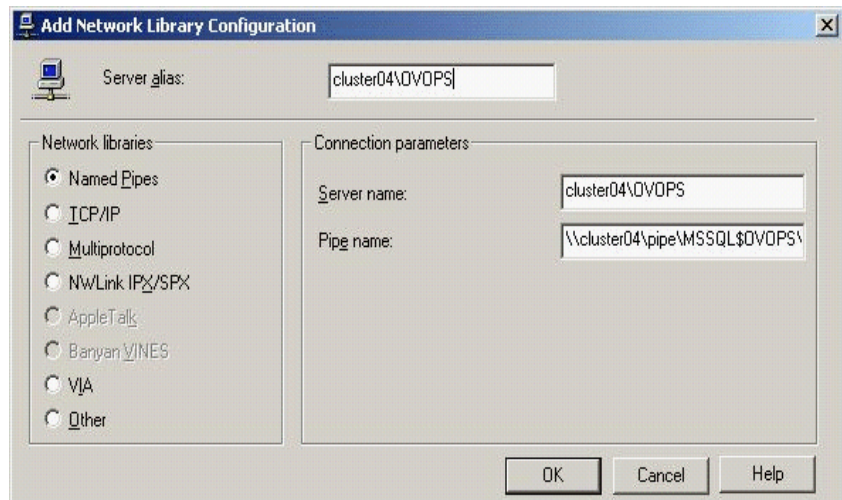 Add Network Library Configuration
Server alias:
cluster04\OVOPS
Network libraries
Named Pipes
TCP/IP
Multiprotocol
NWLink IPX/SPX
AppleTalk
Banyan VINES
VIA
Other
Connection parameters
Server name:
cluster04\OVOPS
Pipe name:
\\cluster04\pipe\MSSQL$OVOPS\
OK
Cancel
Help